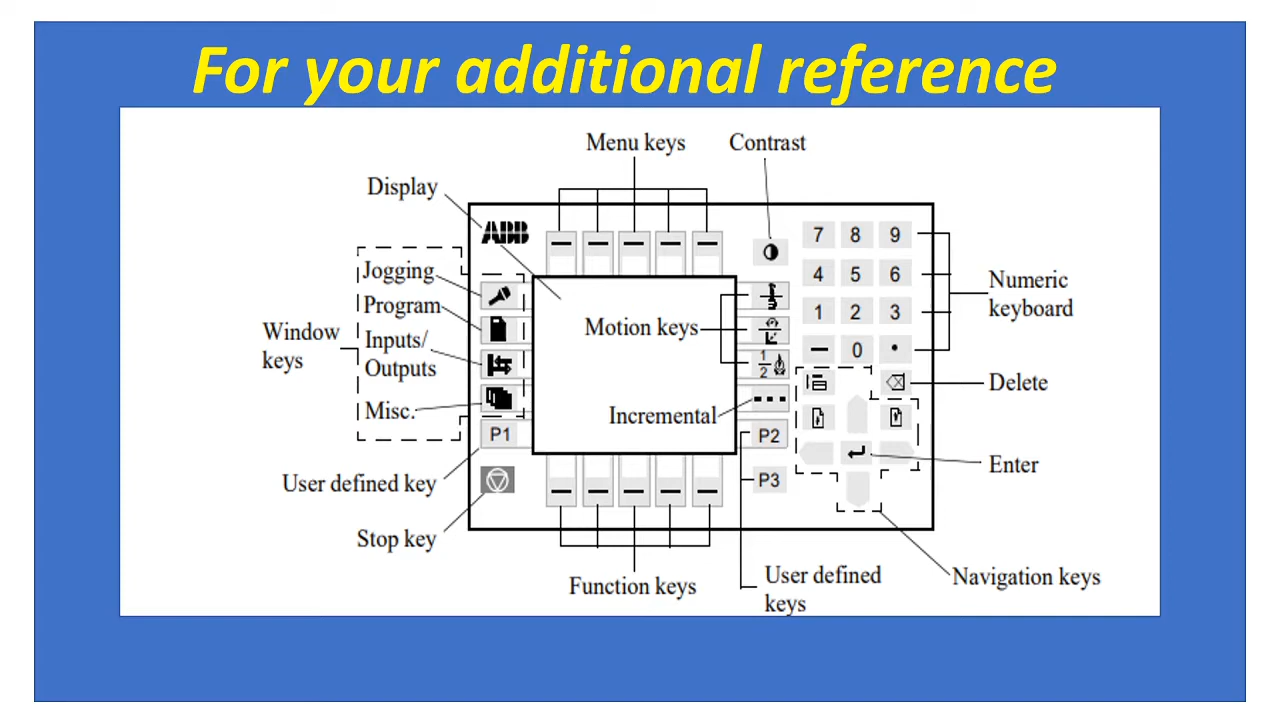 For your additional reference
Menu keys
Contrast
Display
ABB
7 8 9
Jogging
4 5 6
Numeric
keyboard
Program
1 2 3
Window
keys
Inputs/
Outputs
Motion keys
1
2
0
Delete
Misc.
Incremental
P1
P2
Enter
User defined key
P3
Stop key
Function keys
User defined
keys
Navigation keys